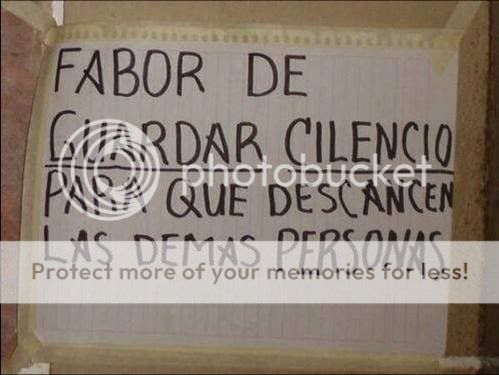 FABOR DE
GUARDAR CILENCIO
photobucket
PARA QUE DESCANCEN
LAS DEMAS PERSONAS
Protect more of your memories for less!